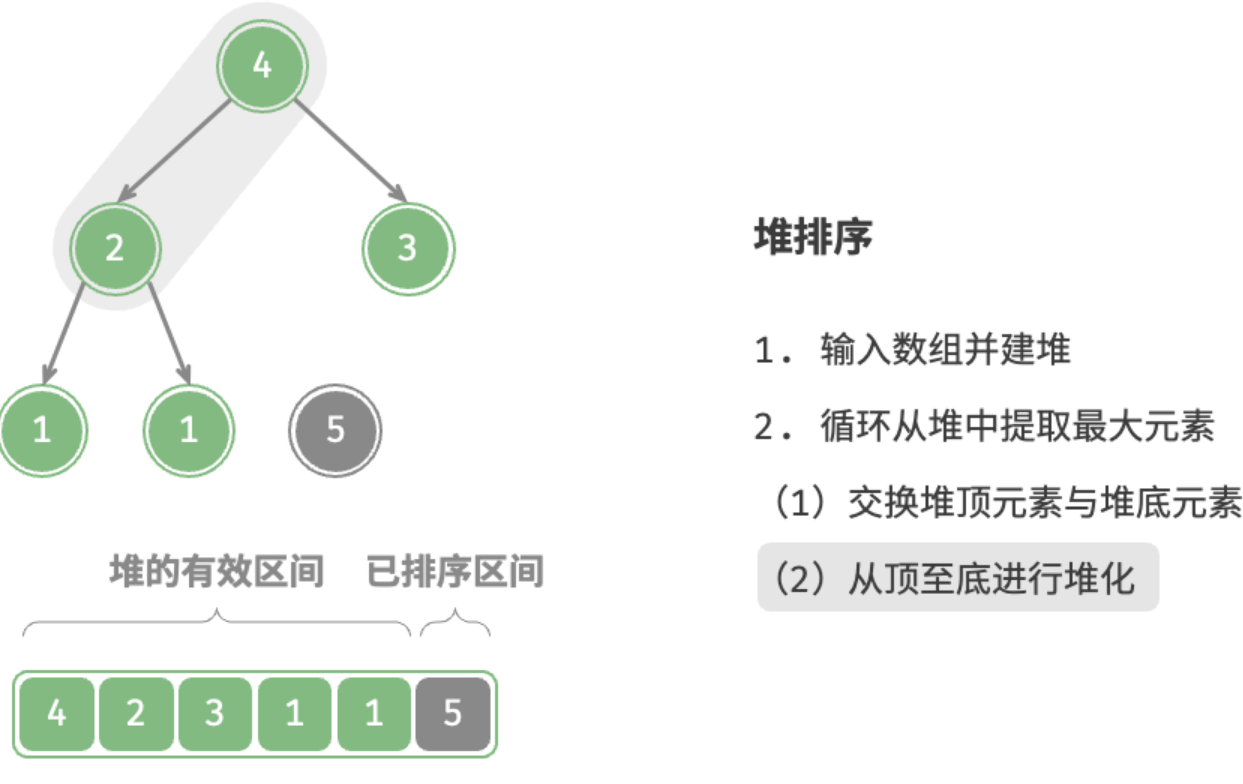 4
2
3
1
1
5
堆排序
1. 输入数组并建堆
2. 循环从堆中提取最大元素
（1）交换堆顶元素与堆底元素
（2）从顶至底进行堆化
堆的有效区间 已排序区间
4 2 3 1 1 5